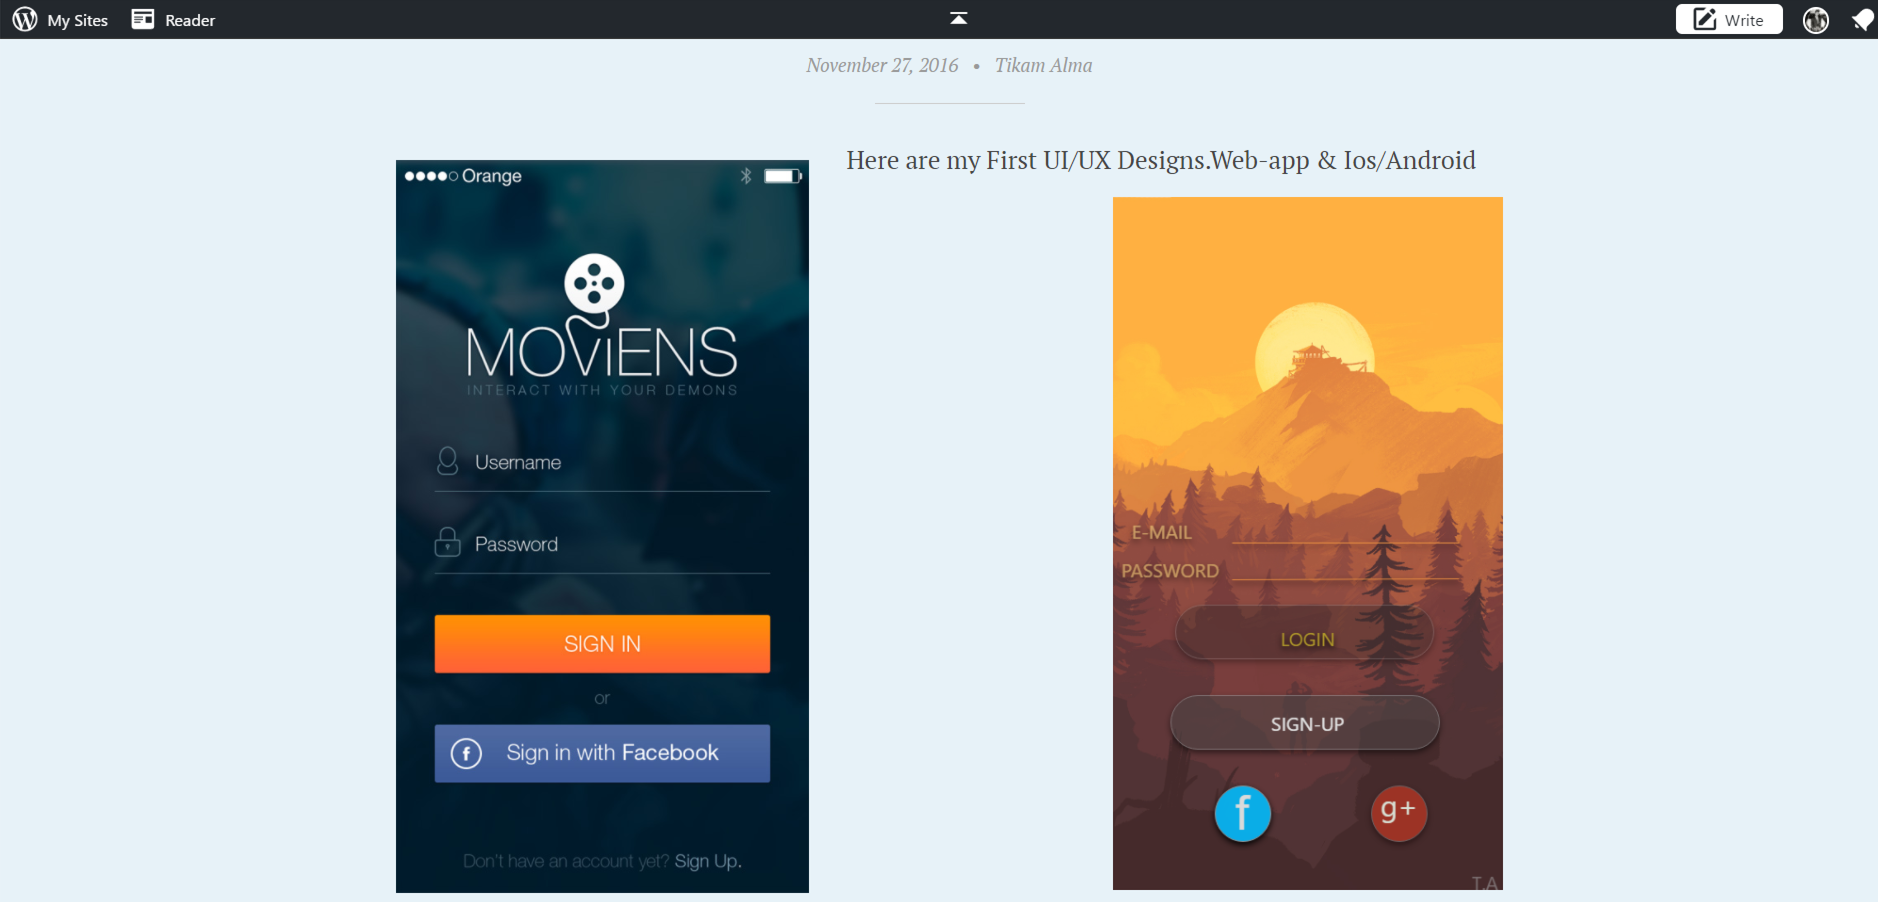 My Sites
Reader
Write
November 27, 2016 • Tikam Alma
Here are my First UI/UX Designs.Web-app & Ios/Android
Orange
MOViENS
INTERACT WITH YOUR DEMONS
Username
Password
SIGN IN
or
f Sign in with Facebook
Don't have an account yet? Sign Up.
E-MAIL
PASSWORD
LOGIN
SIGN-UP
f
g+
T.A